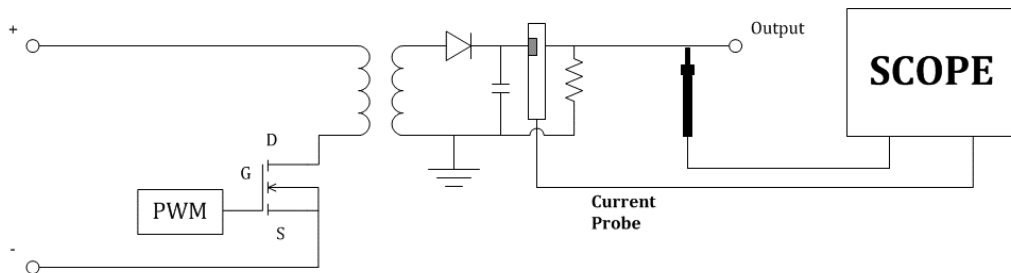 +
Output
SCOPE
D
G
PWM
S
Current
Probe
-